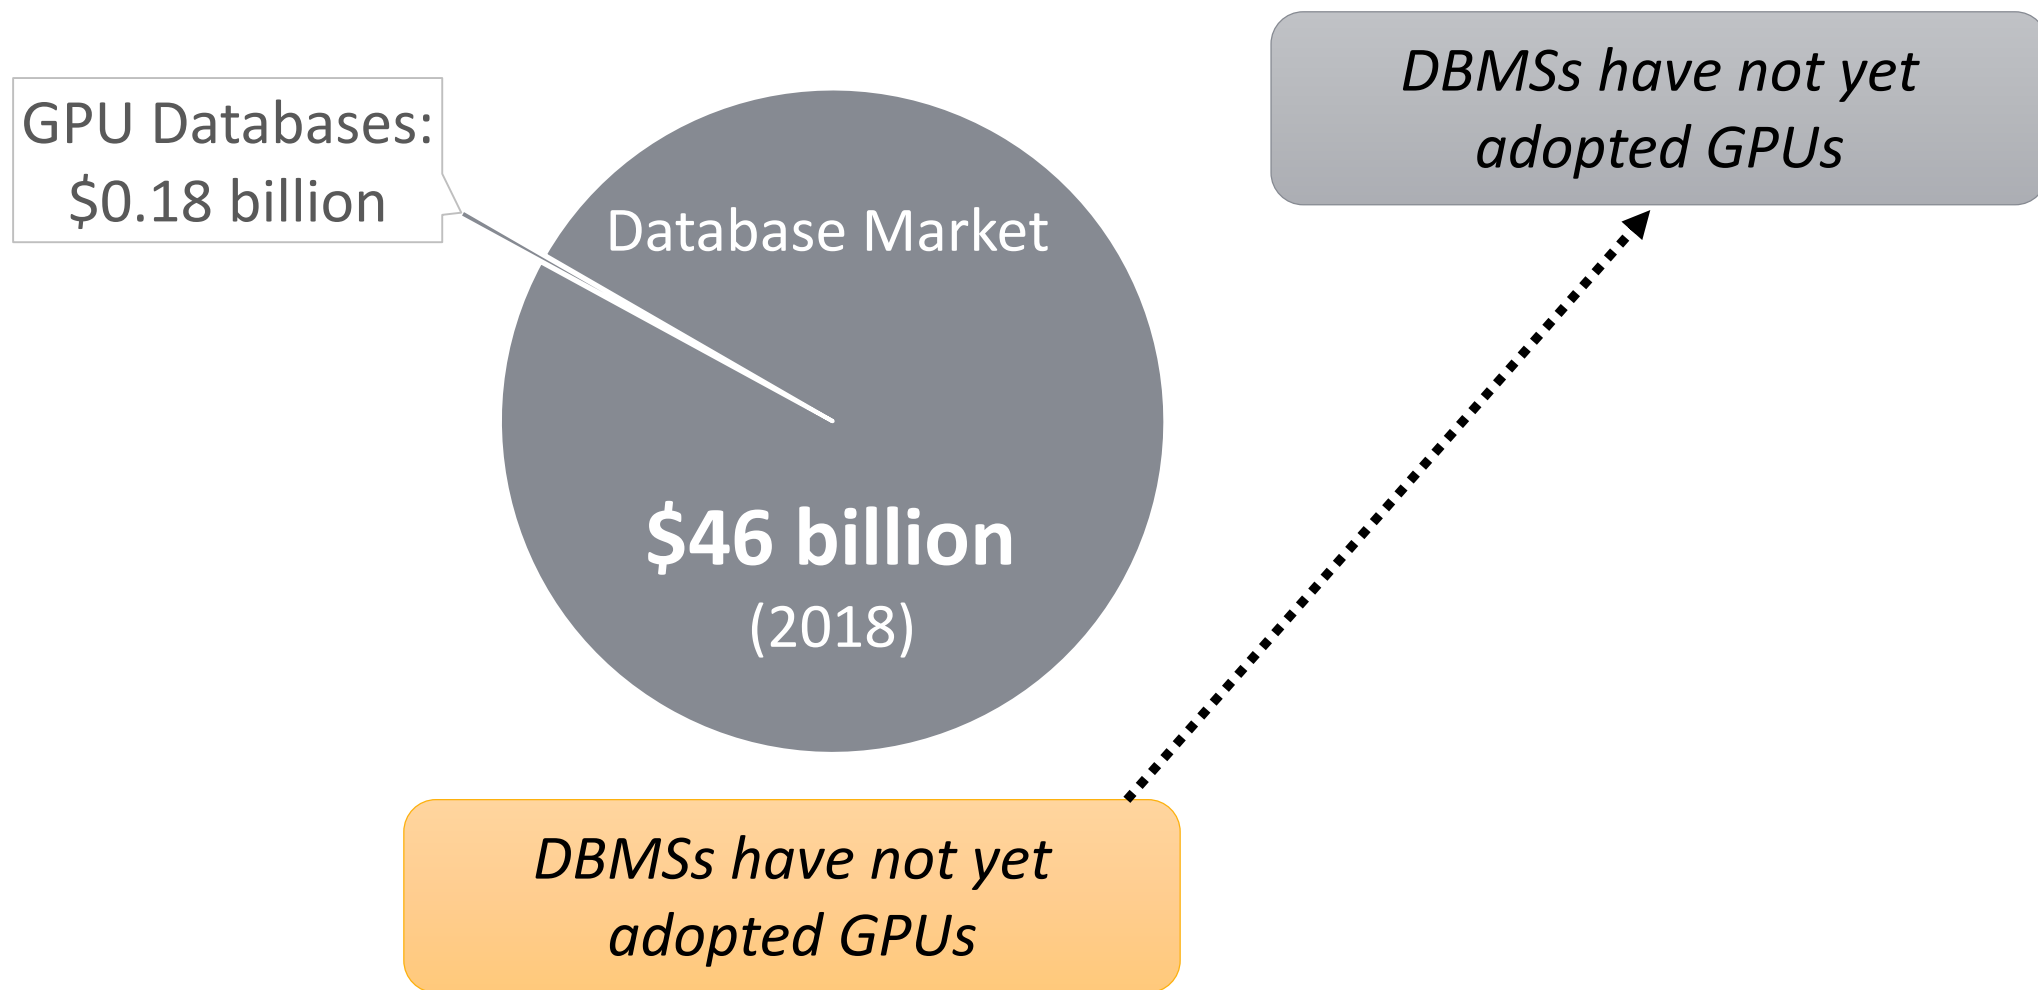 GPU Databases:
$0.18 billion
Database Market
$46 billion
(2018)
DBMSs have not yet
adopted GPUs
DBMSs have not yet
adopted GPUs